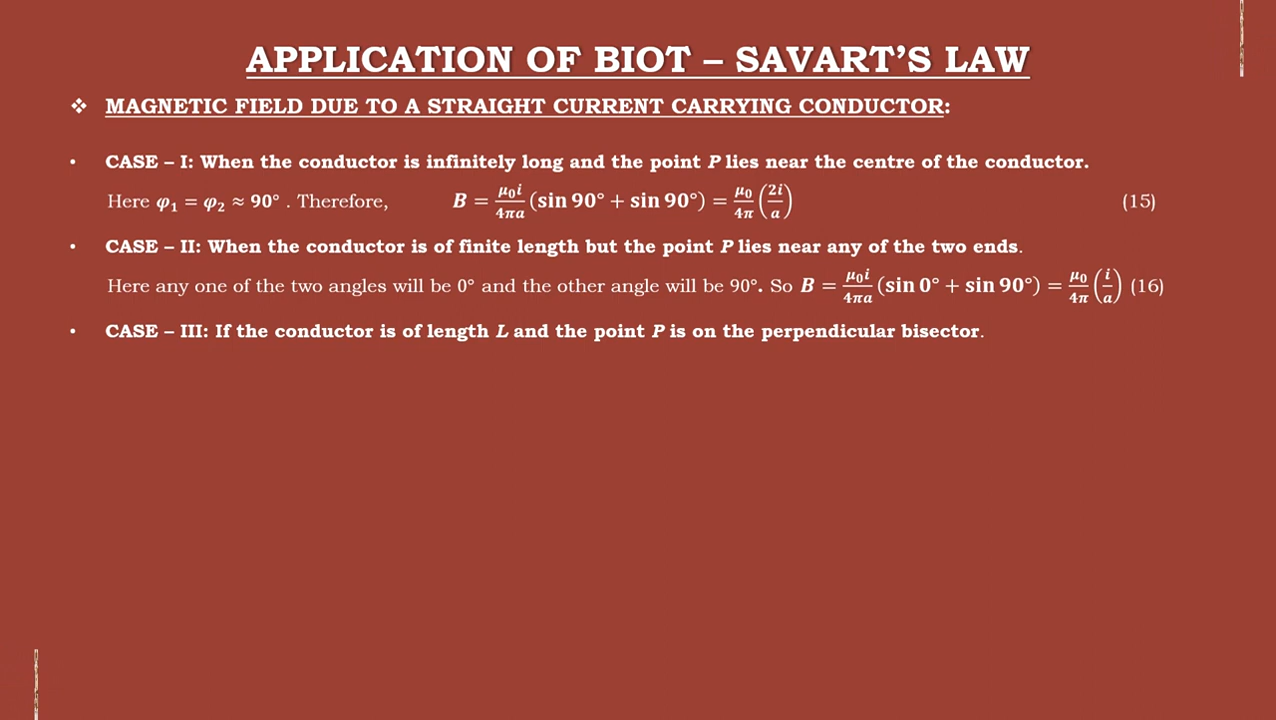 APPLICATION OF BIOT – SAVART’S LAW
❖ MAGNETIC FIELD DUE TO A STRAIGHT CURRENT CARRYING CONDUCTOR:
• CASE – I: When the conductor is infinitely long and the point P lies near the centre of the conductor.
Here φ₁ = φ₂ ≈ 90° . Therefore, B = μ₀i/4πa (sin 90° + sin 90°) = μ₀/4π (2i/a) (15)
• CASE – II: When the conductor is of finite length but the point P lies near any of the two ends.
Here any one of the two angles will be 0° and the other angle will be 90°. So B = μ₀i/4πa (sin 0° + sin 90°) = μ₀/4π (i/a) (16)
• CASE – III: If the conductor is of length L and the point P is on the perpendicular bisector.